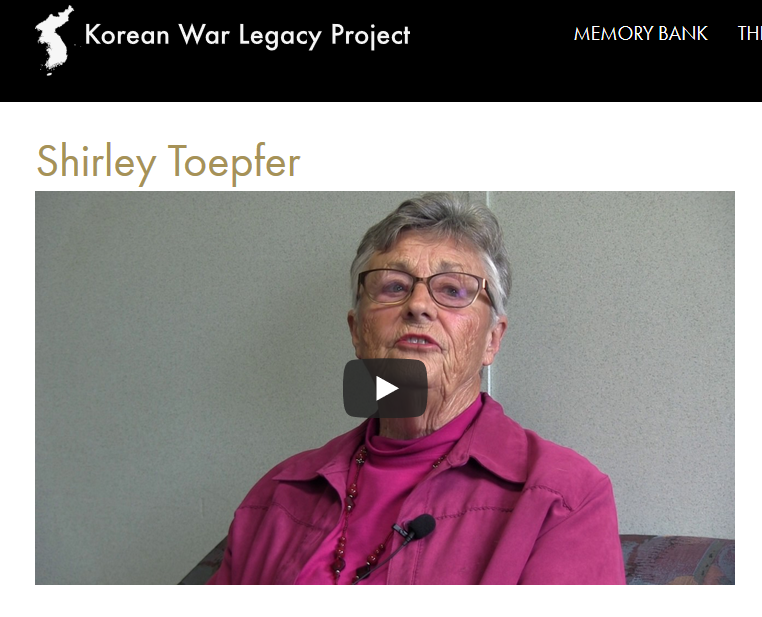 Korean War Legacy Project
MEMORY BANK
Shirley Toepfer